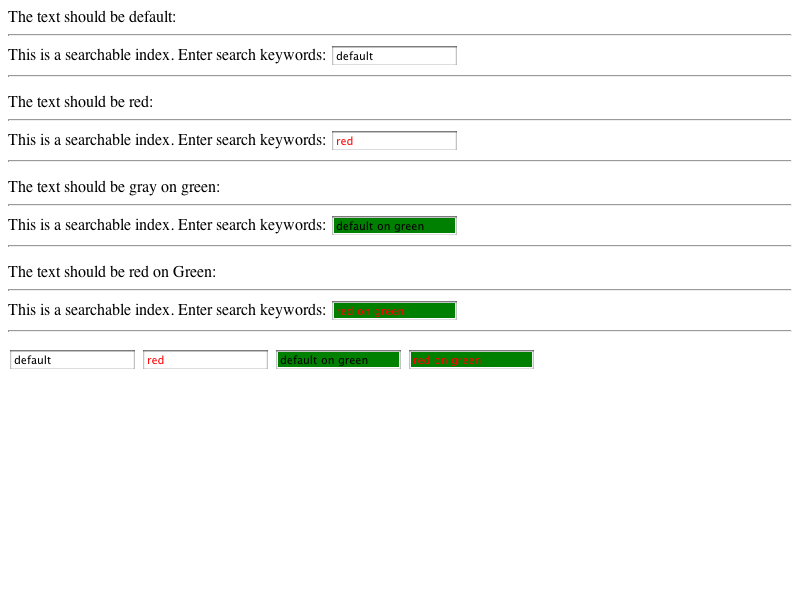 The text should be default:
This is a searchable index. Enter search keywords: default
The text should be red:
This is a searchable index. Enter search keywords: red
The text should be gray on green:
This is a searchable index. Enter search keywords: default on green
The text should be red on Green:
This is a searchable index. Enter search keywords: red on green
default red default on green red on green